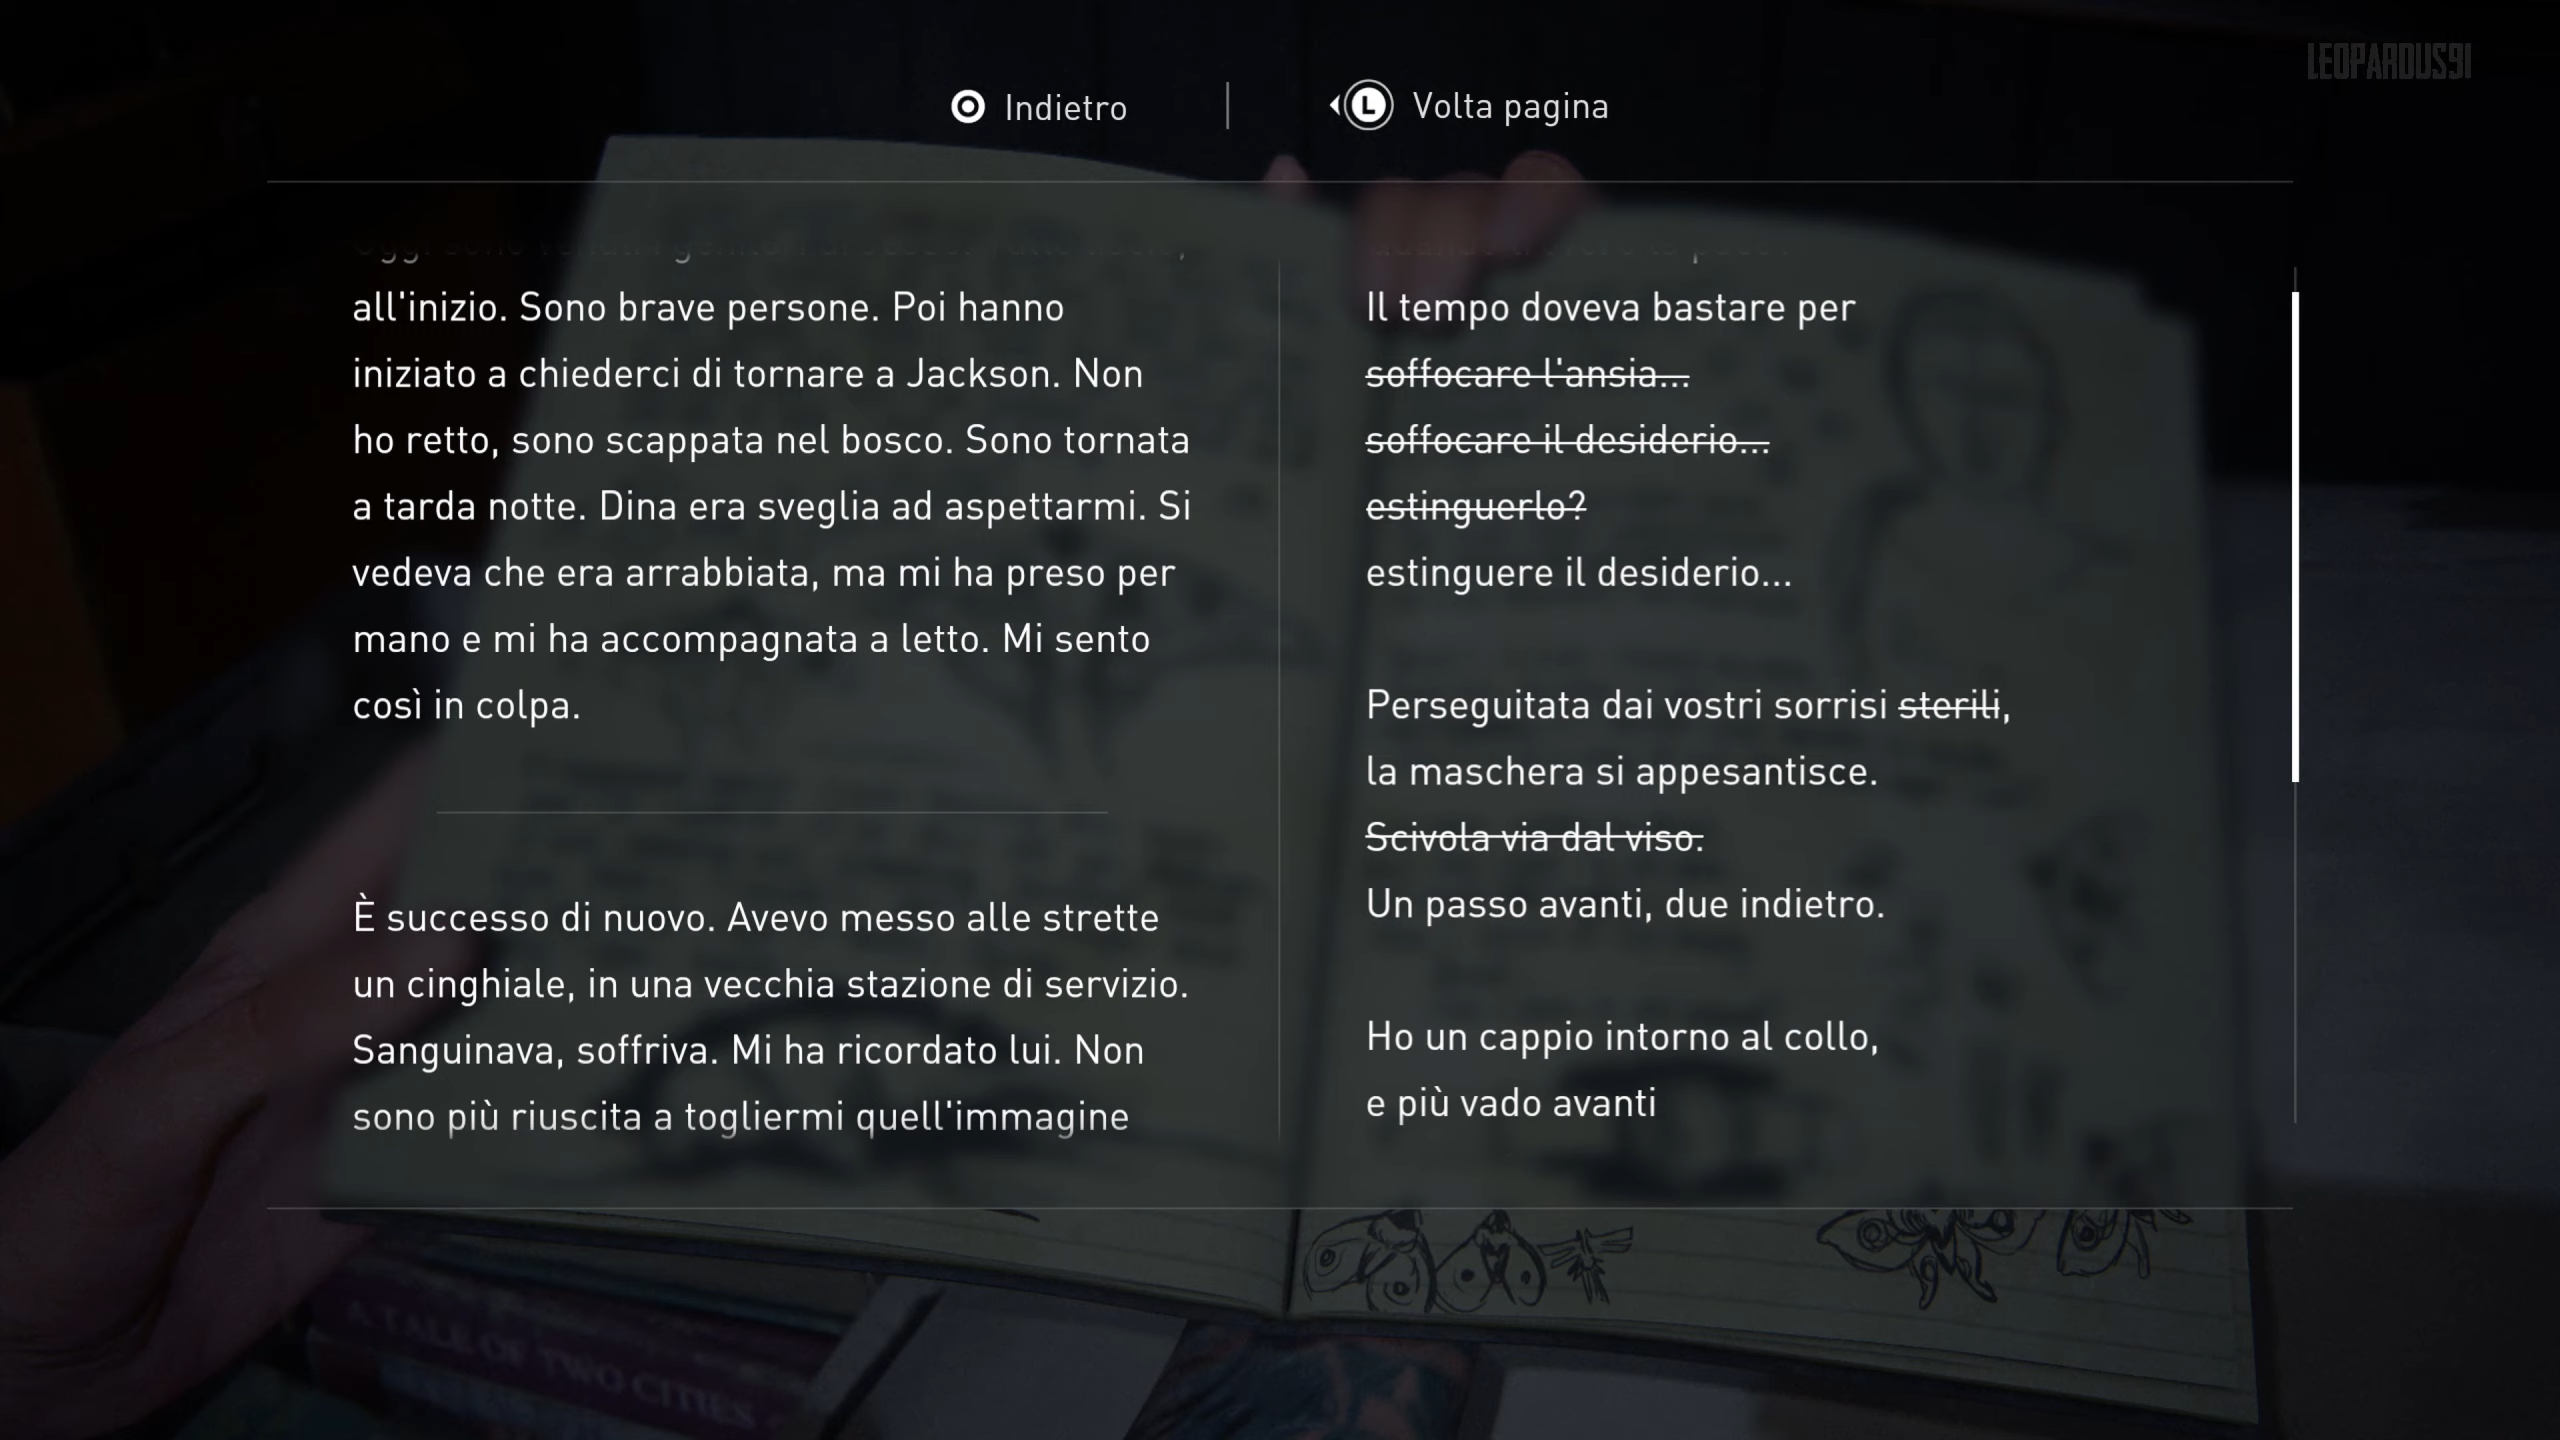 LEOPARDUS91
Indietro
L Volta pagina
all'inizio. Sono brave persone. Poi hanno
iniziato a chiederci di tornare a Jackson. Non
ho retto, sono scappata nel bosco. Sono tornata
a tarda notte. Dina era sveglia ad aspettarmi. Si
vedeva che era arrabbiata, ma mi ha preso per
mano e mi ha accompagnata a letto. Mi sento
così in colpa.
È successo di nuovo. Avevo messo alle strette
un cinghiale, in una vecchia stazione di servizio.
Sanguinava, soffriva. Mi ha ricordato lui. Non
sono più riuscita a togliermi quell'immagine
Il tempo doveva bastare per
soffocare l'ansia...
soffocare il desiderio...
estinguerlo?
estinguere il desiderio...
Perseguitata dai vostri sorrisi sterili,
la maschera si appesantisce.
Scivola via dal viso.
Un passo avanti, due indietro.
Ho un cappio intorno al collo,
e più vado avanti
A TALE OF TWO CITIES